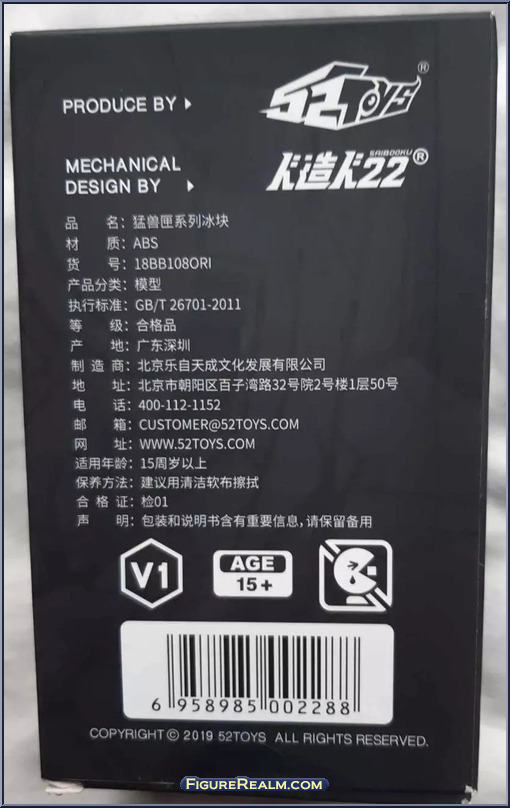 PRODUCE BY
52TOYS®
MECHANICAL
DESIGN BY
SAIBOOKU
人造人22®
品 名：猛兽匣系列冰块
材 质：ABS
货 号：18BB108ORI
产品分类：模型
执行标准：GB/T 26701-2011
等 级：合格品
产 地：广东深圳
制 造 商：北京乐自天成文化发展有限公司
地 址：北京市朝阳区百子湾路32号院2号楼1层50号
电 话：400-112-1152
邮 箱：CUSTOMER@52TOYS.COM
网 址：WWW.52TOYS.COM
适用年龄：15周岁以上
保养方法：建议用清洁软布擦拭
合 格 证：检01
声 明：包装和说明书含有重要信息，请保留备用
V1
AGE
15+
6 958985 002288
COPYRIGHT © 2019 52TOYS ALL RIGHTS RESERVED.
FIGUREREALM.COM